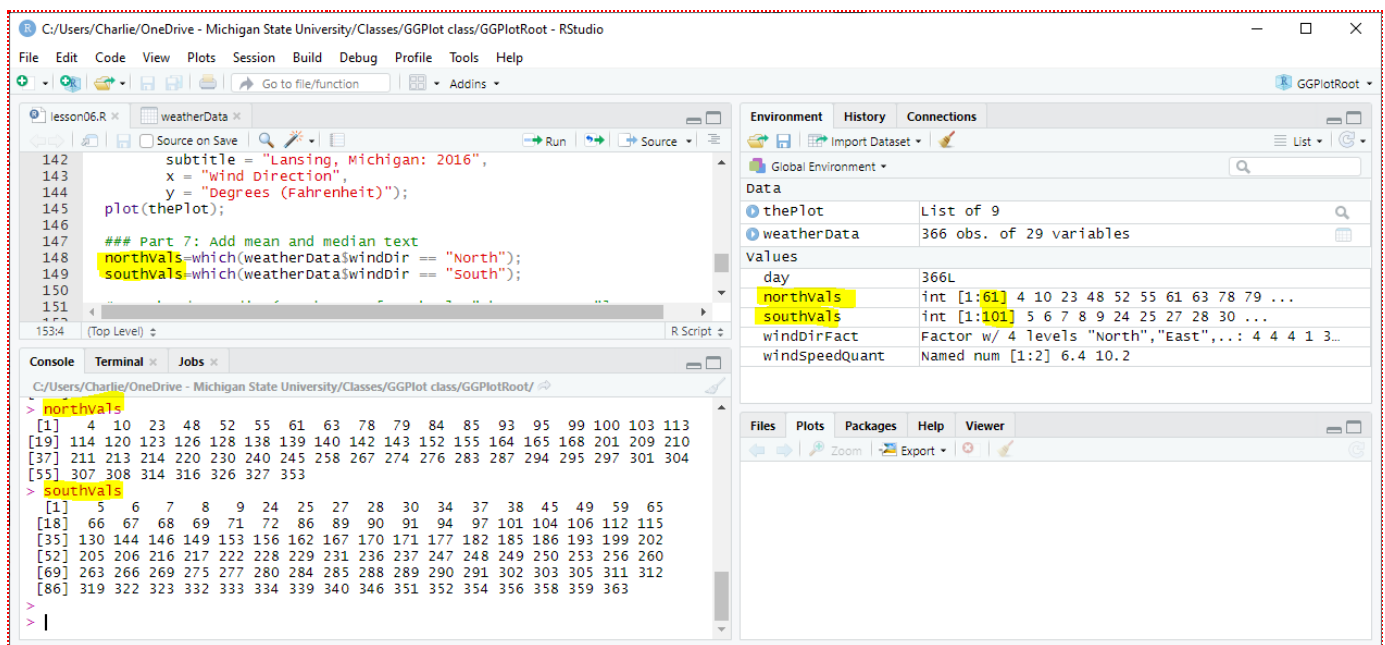 C:/Users/Charlie/OneDrive - Michigan State University/Classes/GGPlot class/GGPlotRoot - RStudio
File Edit Code View Plots Session Build Debug Profile Tools Help
Go to file/function Addins GGPlotRoot
lesson06.R weatherData
Source on Save Run Source
142 subtitle = "Lansing, Michigan: 2016",
143 x = "Wind Direction",
144 y = "Degrees (Fahrenheit)");
145 plot(thePlot);
146
147 ### Part 7: Add mean and median text
148 northVals=which(weatherData$windDir == "North");
149 southVals=which(weatherData$windDir == "South");
150
151
153:4 (Top Level) R Script
Console Terminal Jobs
C:/Users/Charlie/OneDrive - Michigan State University/Classes/GGPlot class/GGPlotRoot/
> northVals
[1] 4 10 23 48 52 55 61 63 78 79 84 85 93 95 99 100 103 113
[19] 114 120 123 126 128 138 139 140 142 143 152 155 164 165 168 201 209 210
[37] 211 213 214 220 230 240 245 258 267 274 276 283 287 294 295 297 301 304
[55] 307 308 314 316 326 327 353
> southVals
[1] 5 6 7 8 9 24 25 27 28 30 34 37 38 45 49 59 65
[18] 66 67 68 69 71 72 86 89 90 91 94 97 101 104 106 112 115
[35] 130 144 146 149 153 156 162 167 170 171 177 182 185 186 193 199 202
[52] 205 206 216 217 222 228 229 231 236 237 247 248 249 250 253 256 260
[69] 263 266 269 275 277 280 284 285 288 289 290 291 302 303 305 311 312
[86] 319 322 323 332 333 334 339 340 346 351 352 354 356 358 359 363
>
>
Environment History Connections
Import Dataset List
Global Environment
Data
thePlot List of 9
weatherData 366 obs. of 29 variables
Values
day 366L
northVals int [1:61] 4 10 23 48 52 55 61 63 78 79 ...
southVals int [1:101] 5 6 7 8 9 24 25 27 28 30 ...
windDirFact Factor w/ 4 levels "North","East",..: 4 4 4 1 3…
windSpeedQuant Named num [1:2] 6.4 10.2
Files Plots Packages Help Viewer
Zoom Export